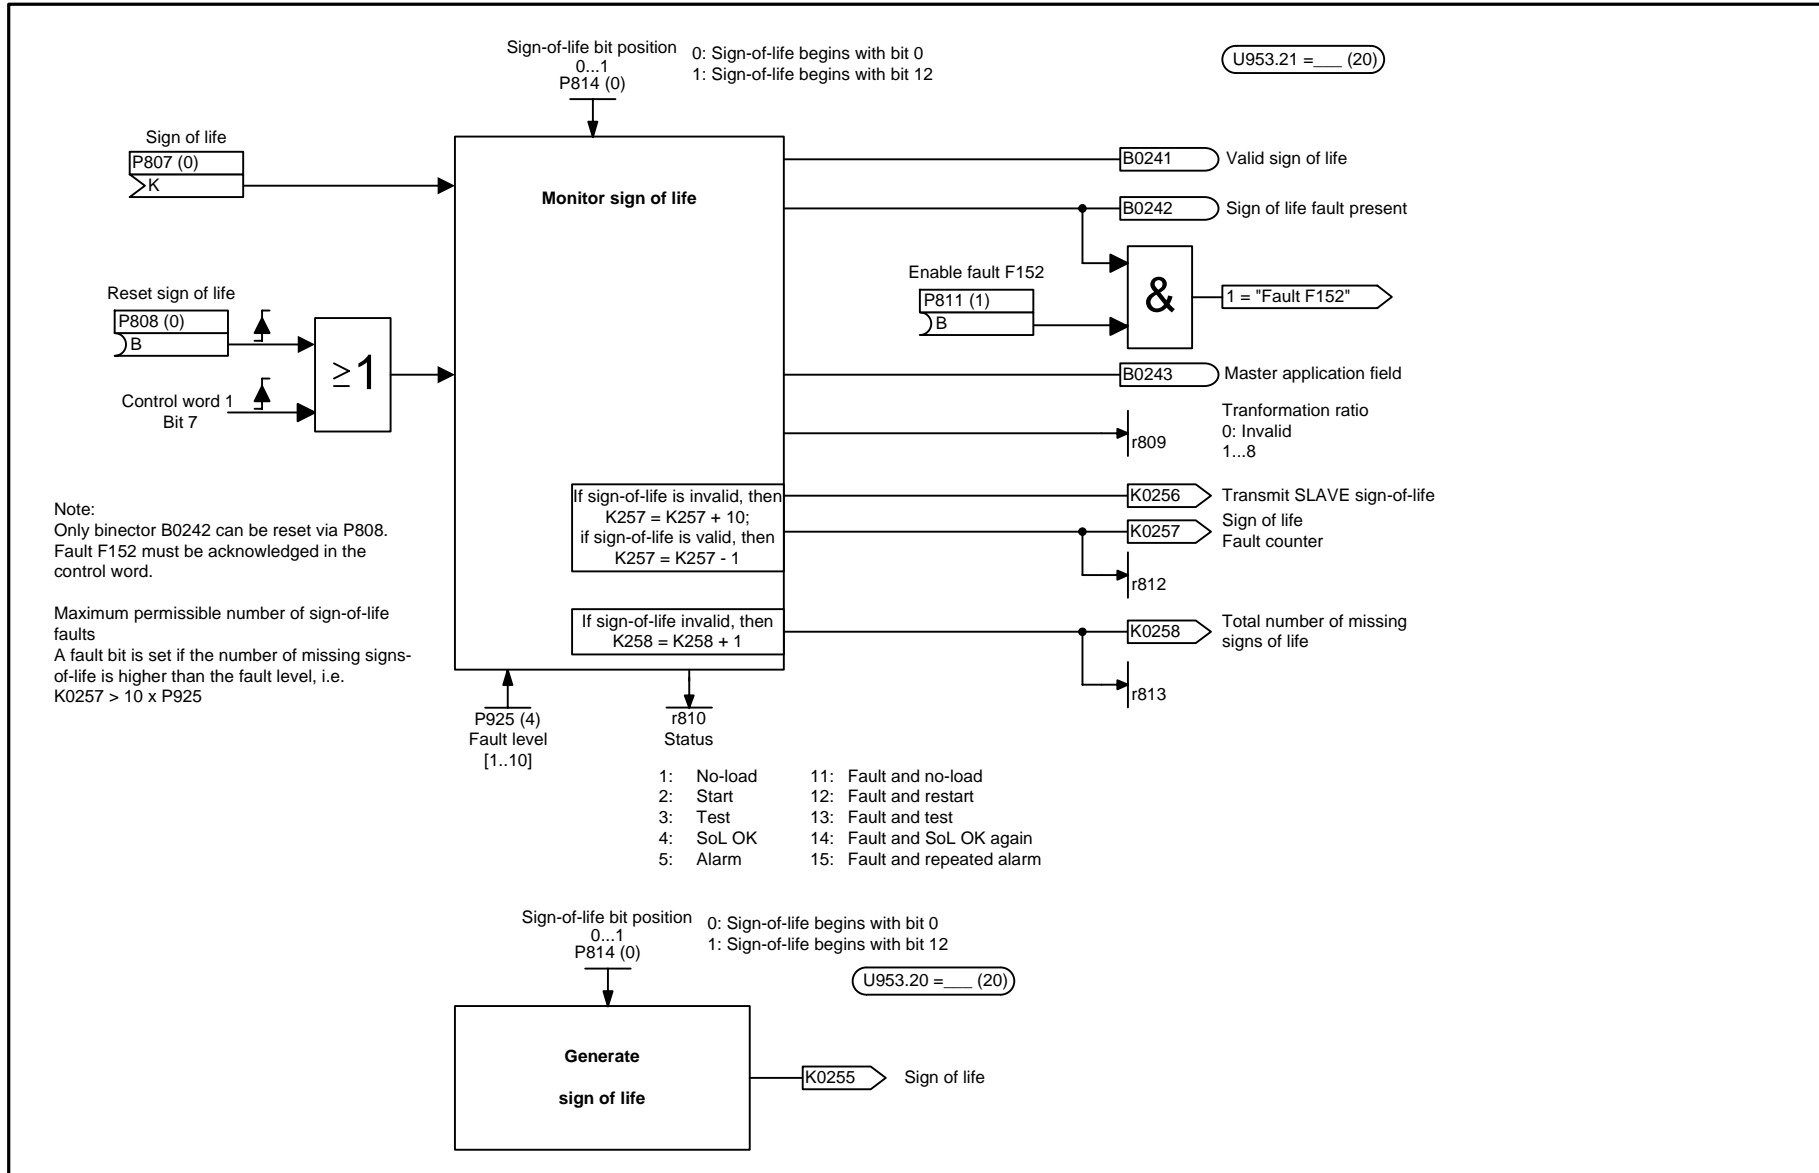 Sign-of-life bit position
0...1
P814 (0)
0: Sign-of-life begins with bit 0
1: Sign-of-life begins with bit 12
U953.21 =___ (20)
Sign of life
P807 (0)
K
Monitor sign of life
B0241
Valid sign of life
B0242
Sign of life fault present
Enable fault F152
P811 (1)
B
&
1 = "Fault F152"
Reset sign of life
P808 (0)
B
≥1
Control word 1
Bit 7
B0243
Master application field
r809
Tranformation ratio
0: Invalid
1...8
If sign-of-life is invalid, then
K257 = K257 + 10;
if sign-of-life is valid, then
K257 = K257 - 1
K0256
Transmit SLAVE sign-of-life
K0257
Sign of life
Fault counter
r812
If sign-of-life invalid, then
K258 = K258 + 1
K0258
Total number of missing
signs of life
r813
Note:
Only binector B0242 can be reset via P808.
Fault F152 must be acknowledged in the
control word.
Maximum permissible number of sign-of-life
faults
A fault bit is set if the number of missing signs-
of-life is higher than the fault level, i.e.
K0257 > 10 x P925
P925 (4)
Fault level
[1..10]
r810
Status
1: No-load
2: Start
3: Test
4: SoL OK
5: Alarm
11: Fault and no-load
12: Fault and restart
13: Fault and test
14: Fault and SoL OK again
15: Fault and repeated alarm
Sign-of-life bit position
0...1
P814 (0)
0: Sign-of-life begins with bit 0
1: Sign-of-life begins with bit 12
U953.20 =___ (20)
Generate
sign of life
K0255
Sign of life